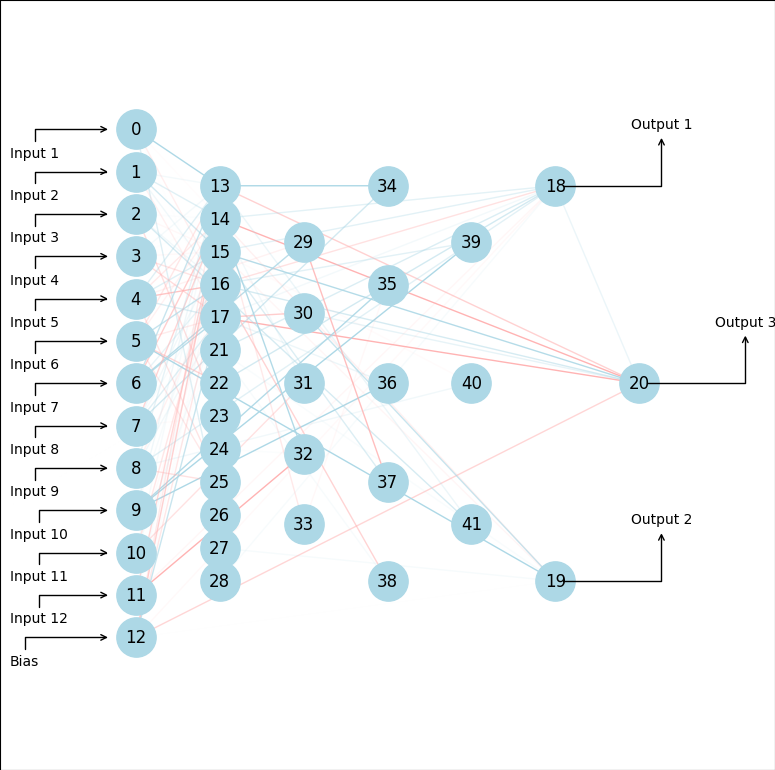 Output 1
0
Input 1
1
13
34
18
Input 2
2
14
Input 3
3
15
29
39
Input 4
4
16
35
Input 5
5
17
30
Output 3
Input 6
6
21
22
31
36
40
20
Input 7
7
23
Input 8
8
24
32
Input 9
9
25
37
Input 10
10
26
33
41
Output 2
Input 11
11
27
28
38
19
Input 12
12
Bias